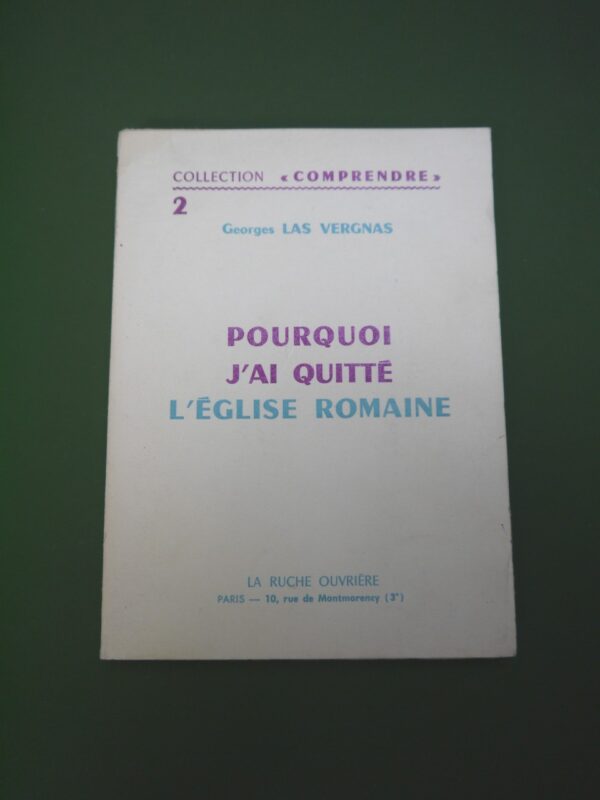 COLLECTION « COMPRENDRE »
2
Georges LAS VERGNAS
POURQUOI
J'AI QUITTÉ
L'ÉGLISE ROMAINE
LA RUCHE OUVRIÈRE
PARIS — 10, rue de Montmorency (3ᵉ)